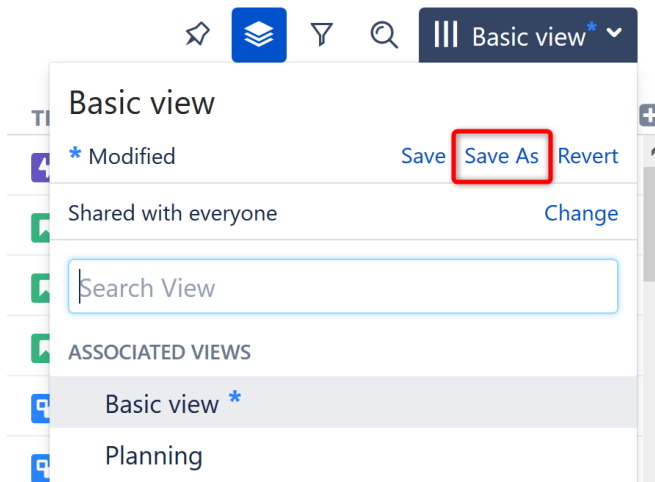 Basic view*
Basic view
* Modified Save Save As Revert
Shared with everyone Change
Search View
ASSOCIATED VIEWS
Basic view *
Planning